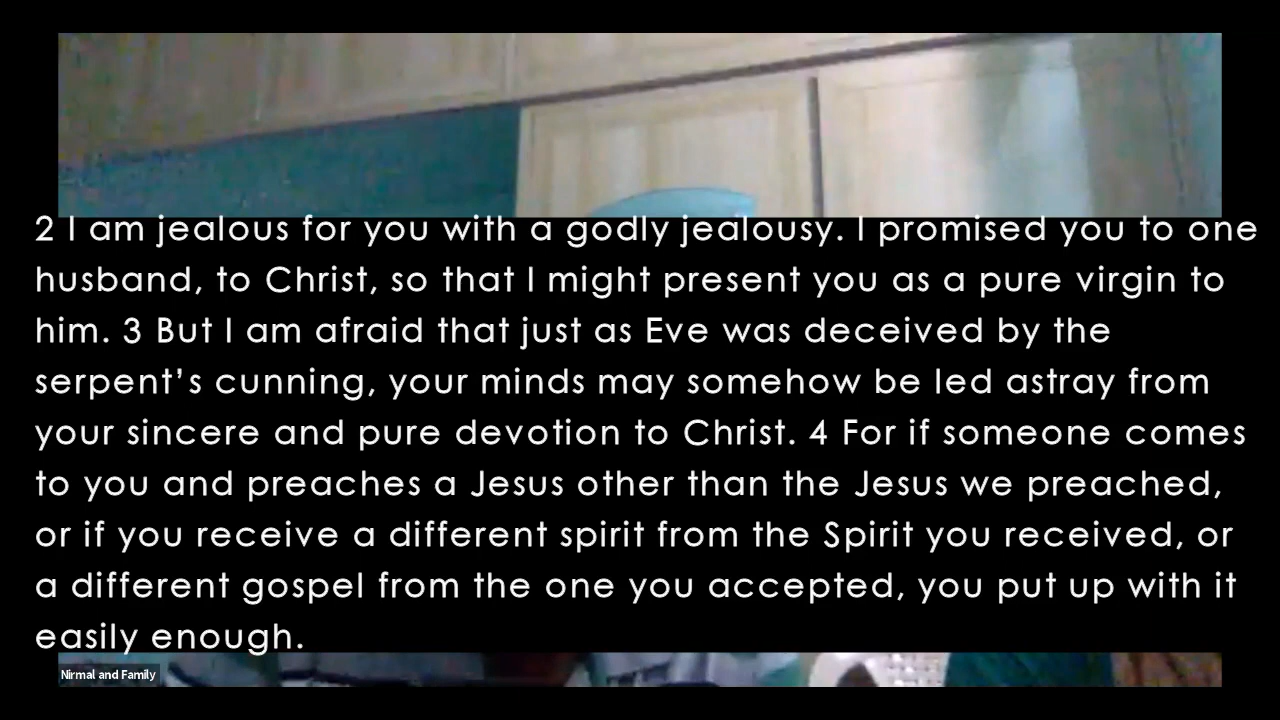 2 I am jealous for you with a godly jealousy. I promised you to one
husband, to Christ, so that I might present you as a pure virgin to
him. 3 But I am afraid that just as Eve was deceived by the
serpent’s cunning, your minds may somehow be led astray from
your sincere and pure devotion to Christ. 4 For if someone comes
to you and preaches a Jesus other than the Jesus we preached,
or if you receive a different spirit from the Spirit you received, or
a different gospel from the one you accepted, you put up with it
easily enough.
Nirmal and Family